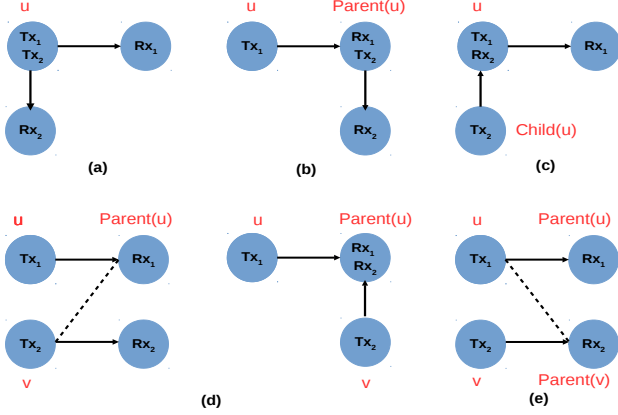 u
Tx1
Tx2
Rx1
Rx2
(a)
u
Parent(u)
Tx1
Rx1
Tx2
Rx2
(b)
u
Tx1
Rx2
Rx1
Tx2
Child(u)
(c)
u
Parent(u)
Tx1
Rx1
Tx2
Rx2
v
u
Parent(u)
Tx1
Rx1
Rx2
Tx2
v
(d)
u
Parent(u)
Tx1
Rx1
Tx2
Rx2
v
Parent(v)
(e)